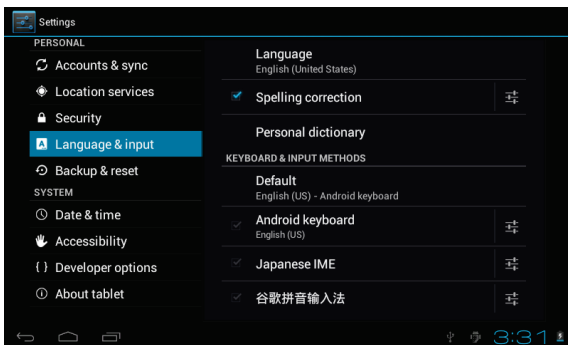 Settings
PERSONAL
Accounts & sync
Location services
Security
Language & input
Backup & reset
SYSTEM
Date & time
Accessibility
{ } Developer options
About tablet
Language
English (United States)
Spelling correction
Personal dictionary
KEYBOARD & INPUT METHODS
Default
English (US) - Android keyboard
Android keyboard
English (US)
Japanese IME
谷歌拼音输入法
3:31